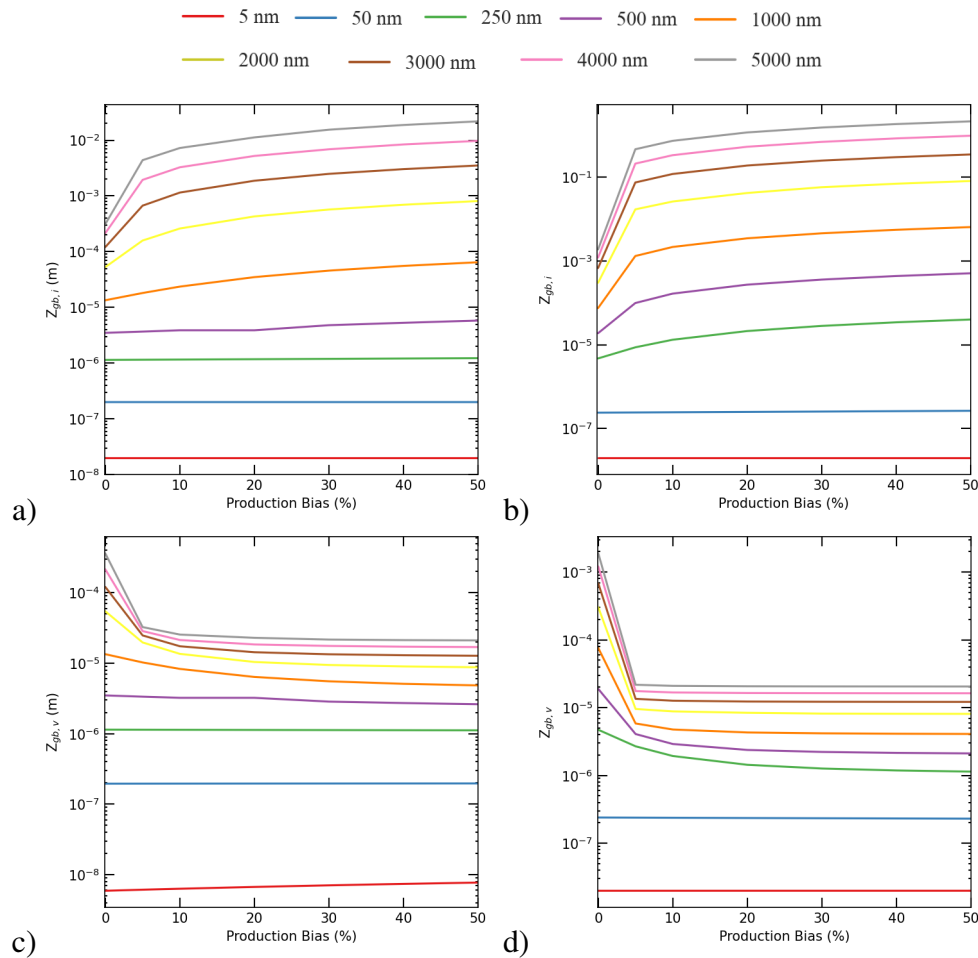 5 nm 50 nm 250 nm 500 nm 1000 nm
2000 nm 3000 nm 4000 nm 5000 nm
10⁻²
10⁻³
10⁻⁴
10⁻⁵
10⁻⁶
10⁻⁷
10⁻⁸
Z_gb,i (m)
0 10 20 30 40 50
Production Bias (%)
a)
10⁻¹
10⁻³
10⁻⁵
10⁻⁷
Z_gb,i
0 10 20 30 40 50
Production Bias (%)
b)
10⁻⁴
10⁻⁵
10⁻⁶
10⁻⁷
10⁻⁸
Z_gb,v (m)
0 10 20 30 40 50
Production Bias (%)
c)
10⁻³
10⁻⁴
10⁻⁵
10⁻⁶
10⁻⁷
Z_gb,v
0 10 20 30 40 50
Production Bias (%)
d)